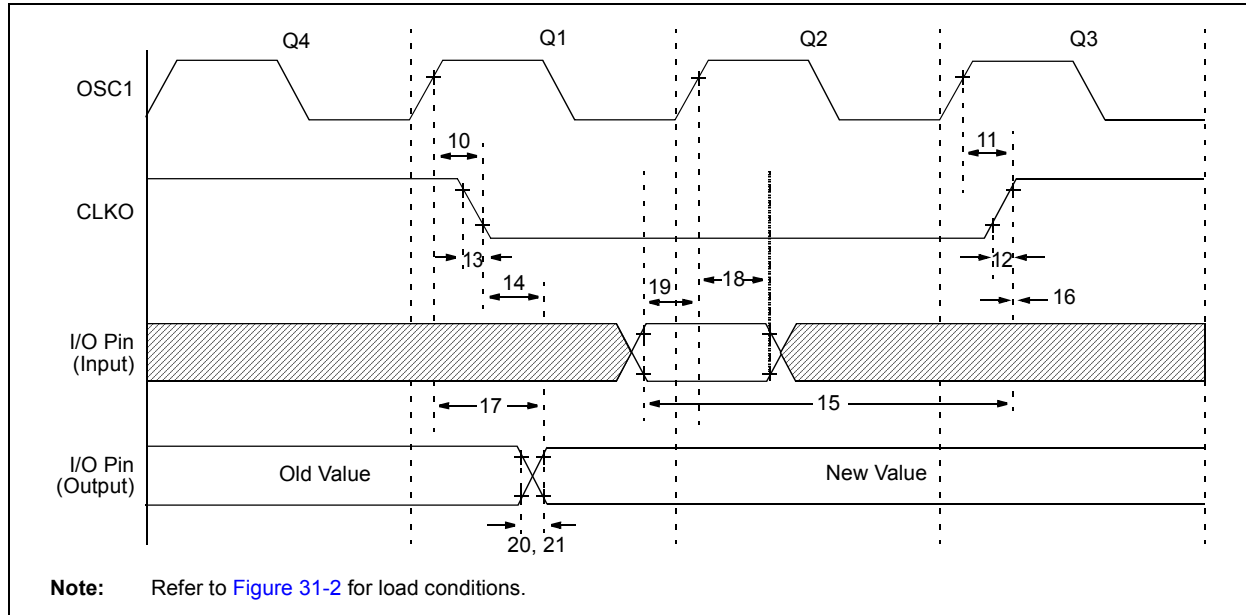 Q4 Q1 Q2 Q3
OSC1
10 11
CLKO
13 12
14 19 18 16
I/O Pin
(Input)
17 15
I/O Pin
(Output)
Old Value New Value
20, 21
Note: Refer to Figure 31-2 for load conditions.